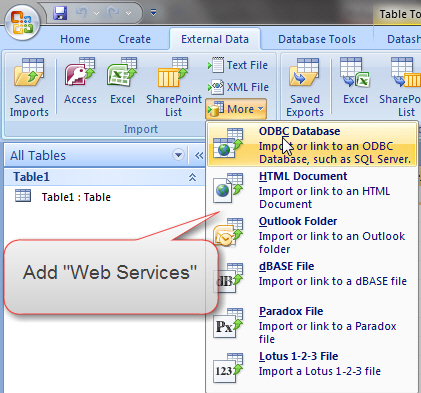 Table To
Home Create External Data Database Tools Datash
Text File
XML File
More
Saved Imports
Access
Excel
SharePoint List
Saved Exports
Excel
SharePoint List
Import
All Tables
Table1
Table1 : Table
ODBC Database
Import or link to an ODBC
Database, such as SQL Server.
HTML Document
Import or link to an HTML
Document
Outlook Folder
Import or link to an Outlook
folder
dBASE File
Import or link to a dBASE file
Paradox File
Import or link to a Paradox
file
Lotus 1-2-3 File
Import a Lotus 1-2-3 file
Add "Web Services"
dB
Px
123